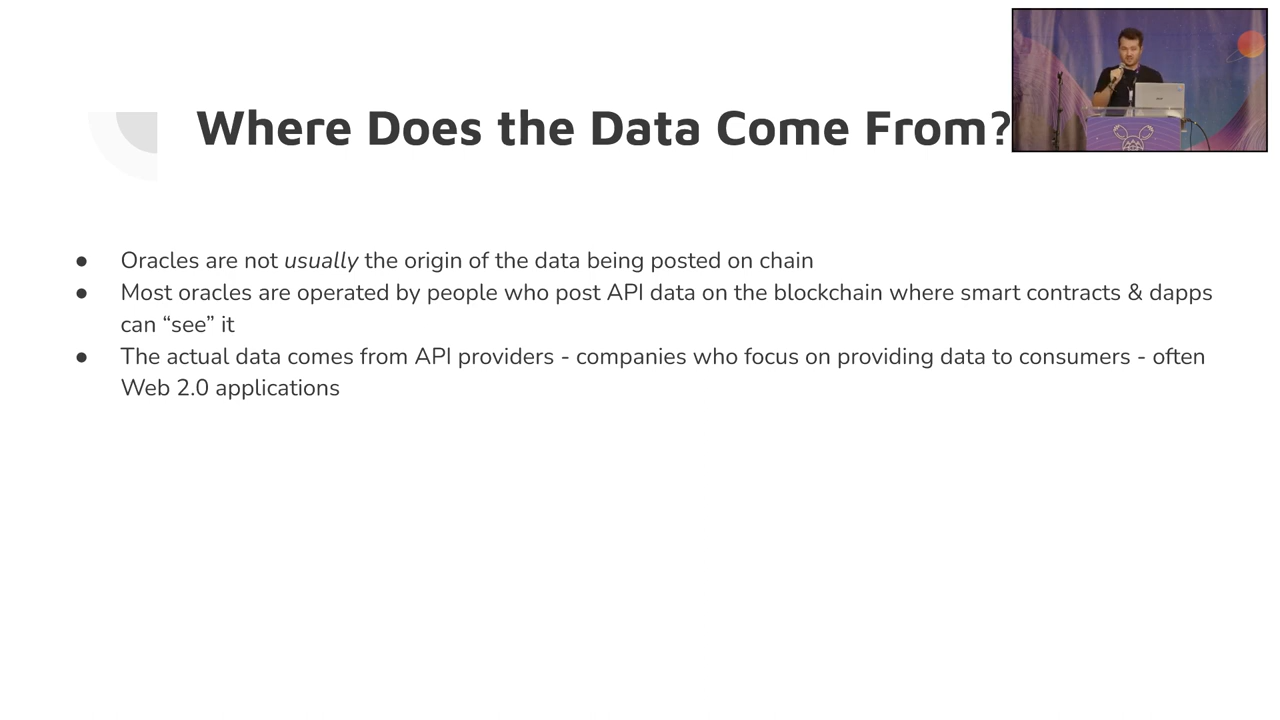 Where Does the Data Come From?
● Oracles are not usually the origin of the data being posted on chain
● Most oracles are operated by people who post API data on the blockchain where smart contracts & dapps
can “see” it
● The actual data comes from API providers - companies who focus on providing data to consumers - often
Web 2.0 applications